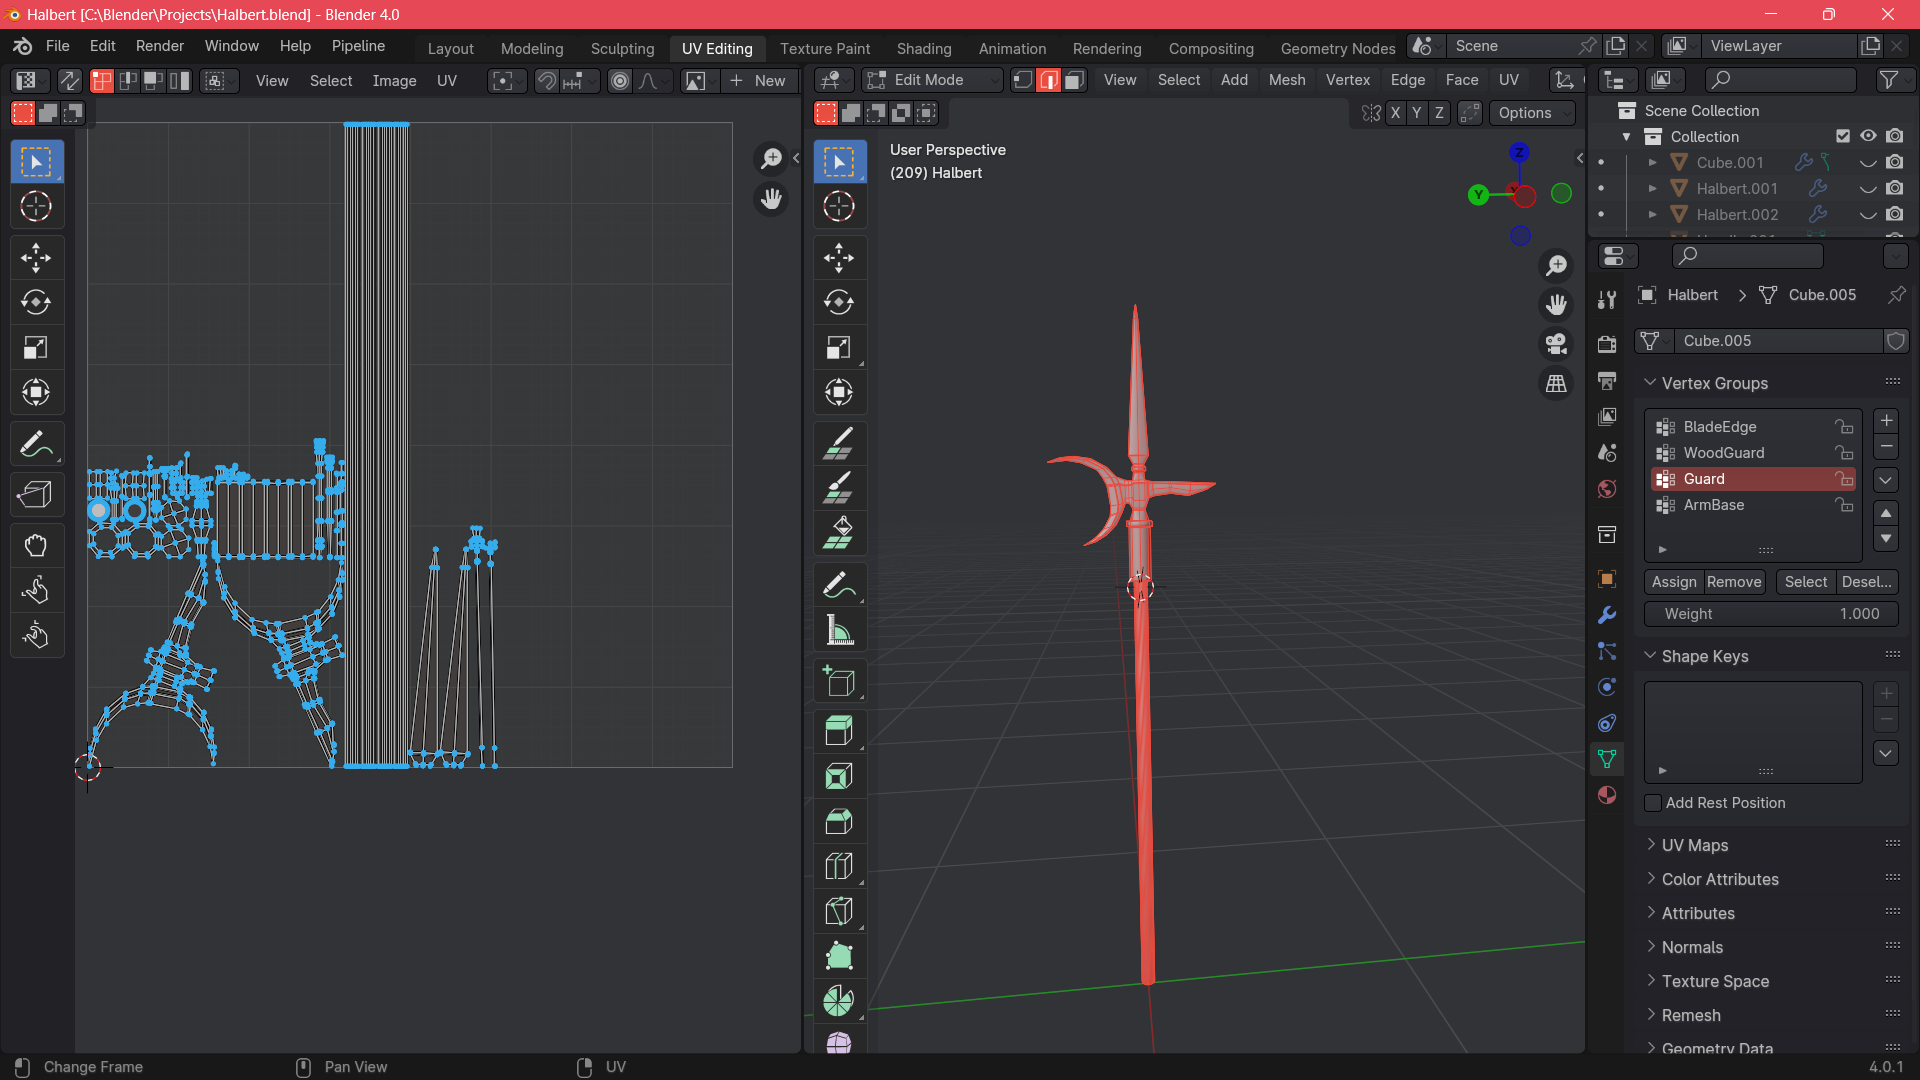 Halbert [C:\Blender\Projects\Halbert.blend] - Blender 4.0
File Edit Render Window Help Pipeline Layout Modeling Sculpting UV Editing Texture Paint Shading Animation Rendering Compositing Geometry Nodes Scene ViewLayer
View Select Image UV New Edit Mode View Select Add Mesh Vertex Edge Face UV
X Y Z Options
User Perspective
(209) Halbert
Z
Y
Scene Collection
Collection
Cube.001
Halbert.001
Halbert.002
Halbert > Cube.005
Cube.005
Vertex Groups
BladeEdge
WoodGuard
Guard
ArmBase
Assign Remove Select Desel...
Weight 1.000
Shape Keys
Add Rest Position
UV Maps
Color Attributes
Attributes
Normals
Texture Space
Remesh
Geometry Data
Change Frame Pan View UV 4.0.1